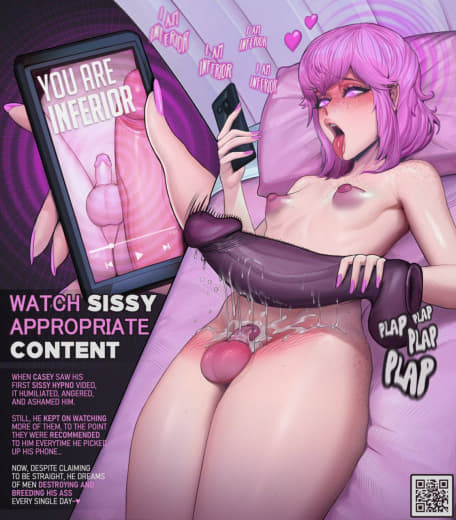 YOU ARE
INFERIOR
I AM
INFERIOR
I AM
INFERIOR
I AM
INFERIOR
I AM
INFERIOR
WATCH SISSY
APPROPRIATE
CONTENT
WHEN CASEY SAW HIS
FIRST SISSY HYPNO VIDEO,
IT HUMILIATED, ANGERED,
AND ASHAMED HIM.
STILL, HE KEPT ON WATCHING
MORE OF THEM, TO THE POINT
THEY WERE RECOMMENDED
TO HIM EVERYTIME HE PICKED
UP HIS PHONE...
NOW, DESPITE CLAIMING
TO BE STRAIGHT, HE DREAMS
OF MEN DESTROYING AND
BREEDING HIS ASS
EVERY SINGLE DAY~♥
PLAP
PLAP
PLAP
PLAP